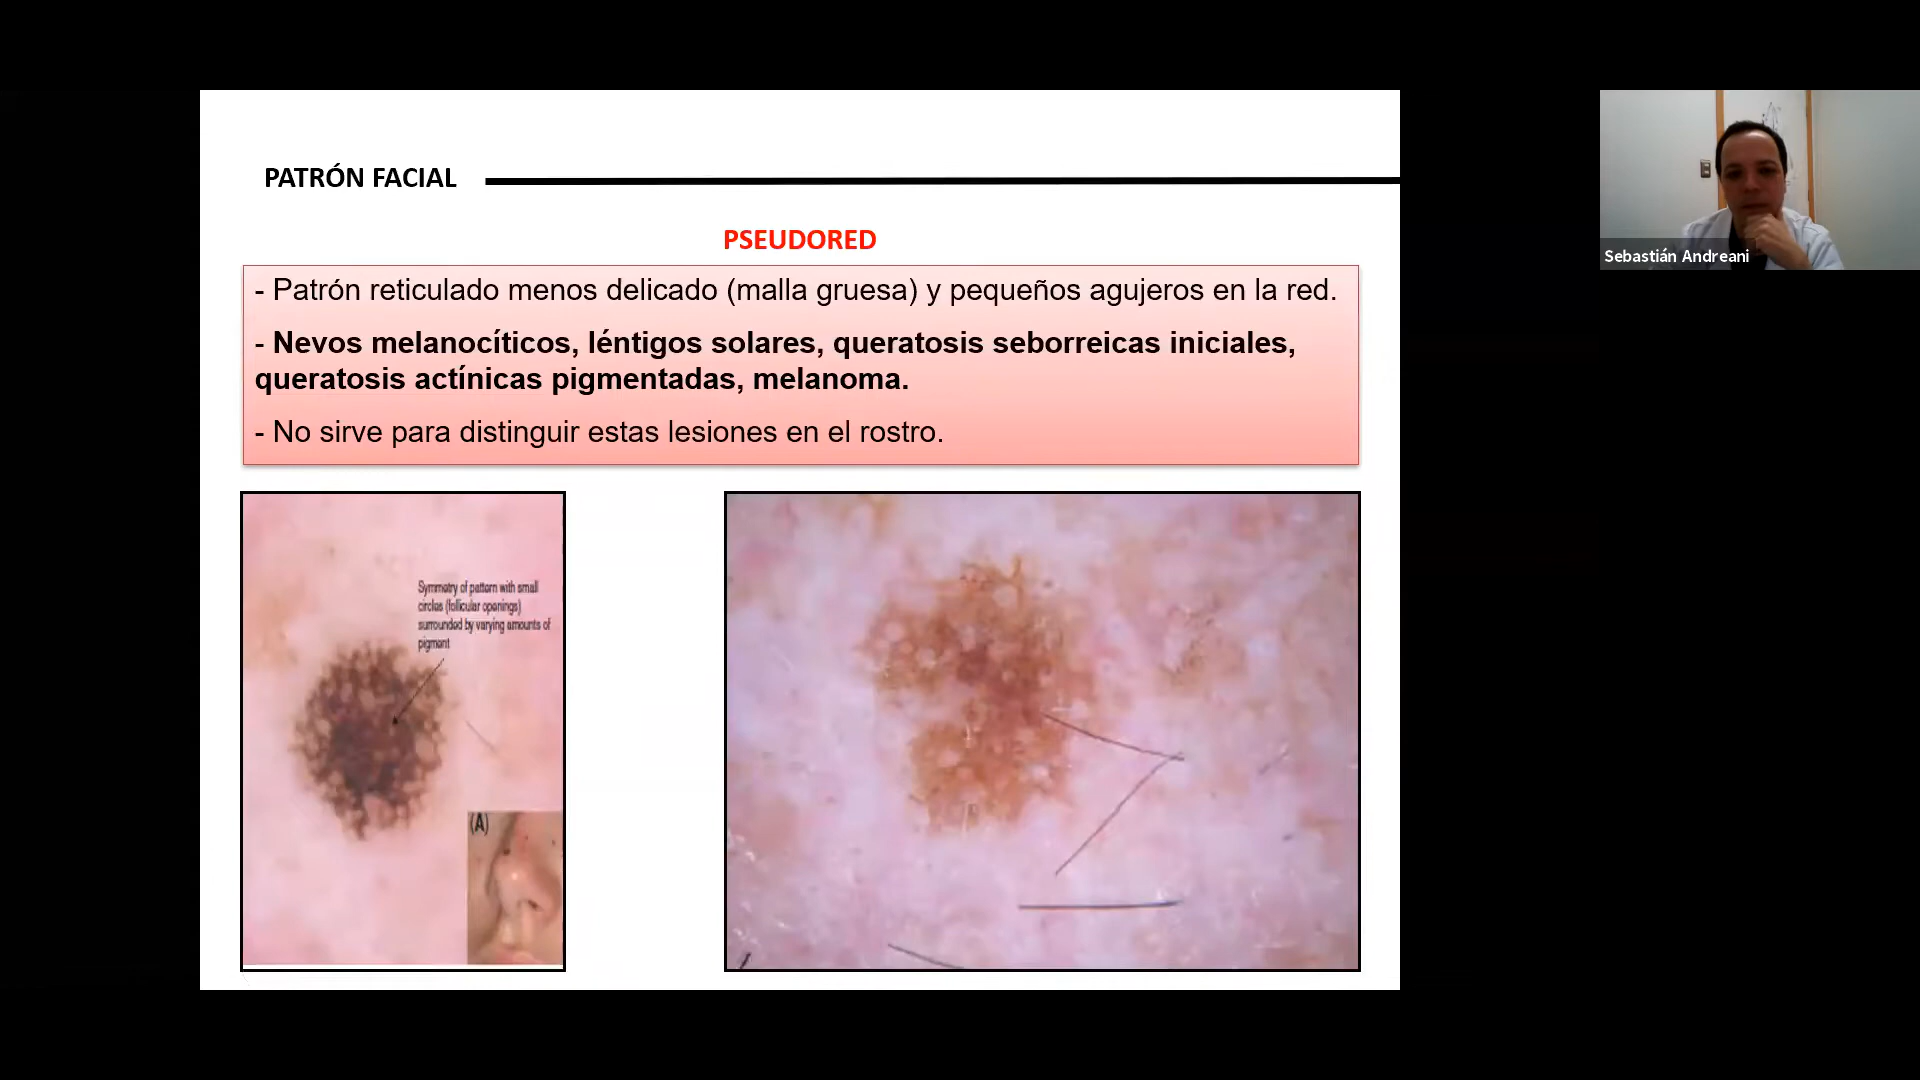 PATRÓN FACIAL
PSEUDORED
- Patrón reticulado menos delicado (malla gruesa) y pequeños agujeros en la red.
- Nevos melanocíticos, léntigos solares, queratosis seborreicas iniciales,
queratosis actínicas pigmentadas, melanoma.
- No sirve para distinguir estas lesiones en el rostro.
Symmetry of pattern with small
circles (follicular openings)
surrounded by varying amounts of
pigment
(A)
Sebastián Andreani